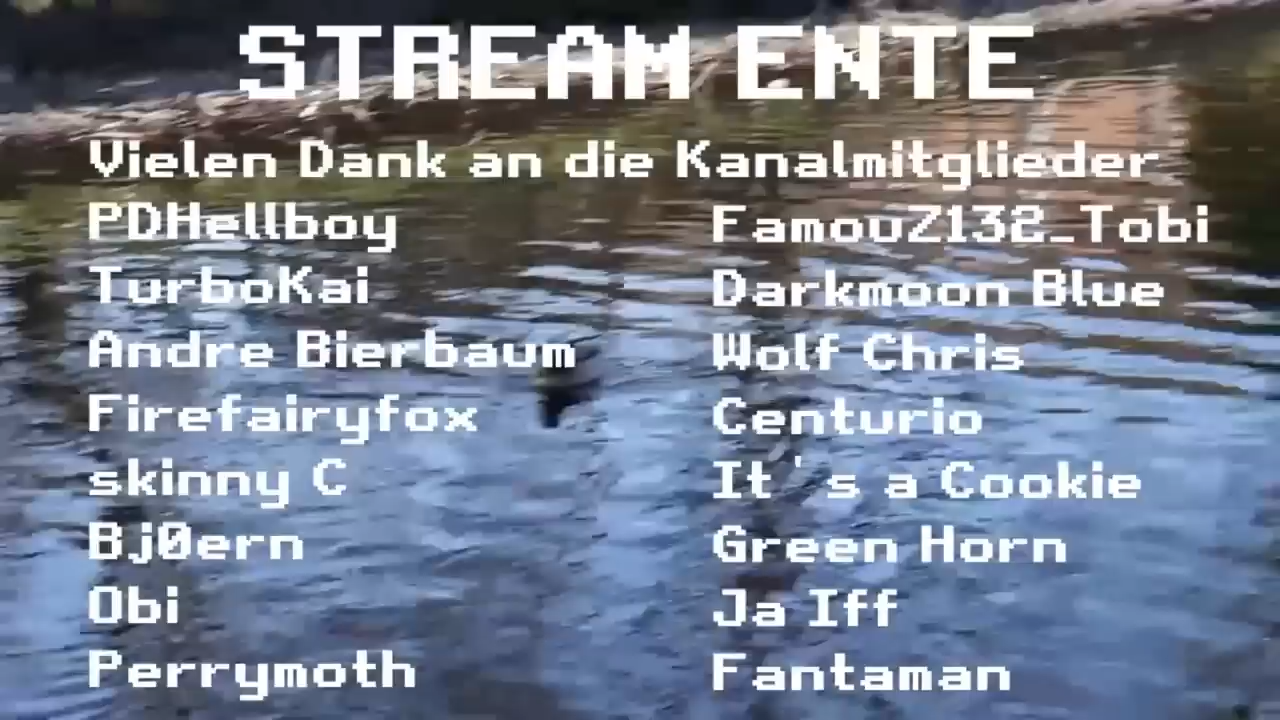 STREAM ENTE
Vielen Dank an die Kanalmitglieder
PDHellboy
TurboKai
Andre Bierbaum
Firefairyfox
skinny C
Bj0ern
Obi
Perrymoth
FamouZ132_Tobi
Darkmoon Blue
Wolf Chris
Centurio
It's a Cookie
Green Horn
Ja Iff
Fantaman